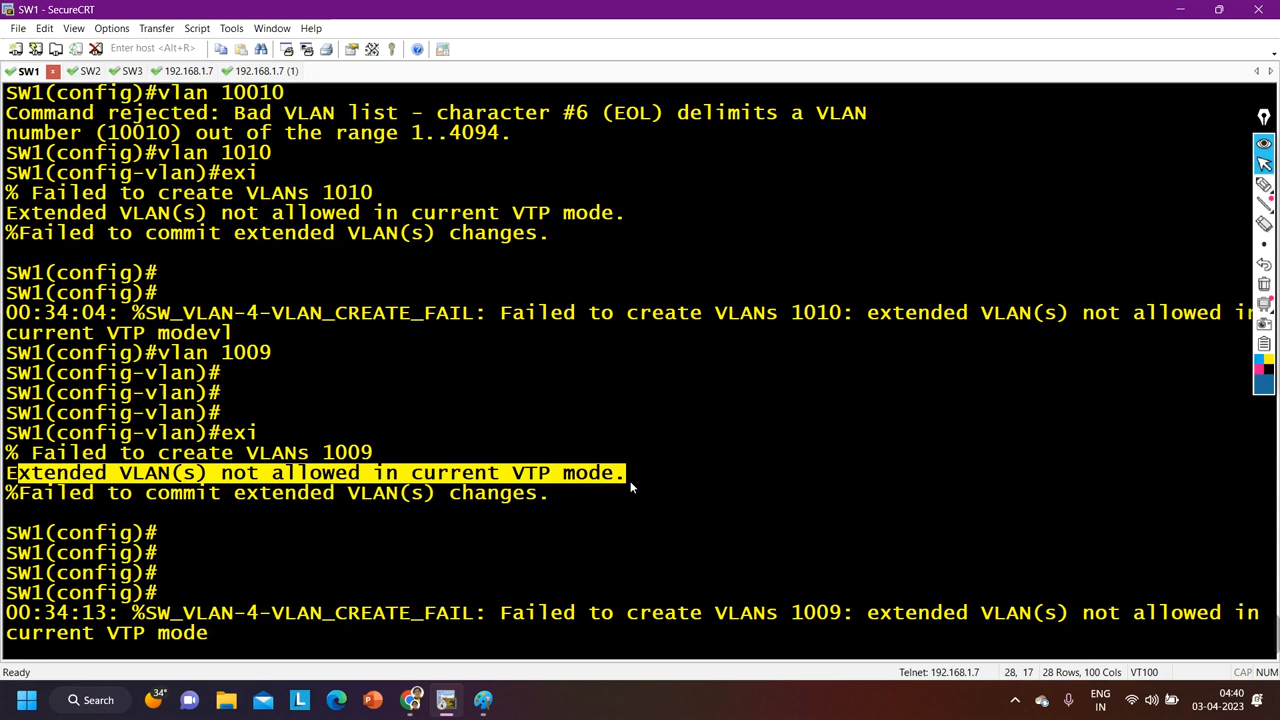 SW1 - SecureCRT
File Edit View Options Transfer Script Tools Window Help
Enter host <Alt+R>
SW1 x SW2 SW3 192.168.1.7 192.168.1.7 (1)
SW1(config)#vlan 10010
Command rejected: Bad VLAN list - character #6 (EOL) delimits a VLAN
number (10010) out of the range 1..4094.
SW1(config)#vlan 1010
SW1(config-vlan)#exi
% Failed to create VLANs 1010
Extended VLAN(s) not allowed in current VTP mode.
%Failed to commit extended VLAN(s) changes.
SW1(config)#
SW1(config)#
00:34:04: %SW_VLAN-4-VLAN_CREATE_FAIL: Failed to create VLANs 1010: extended VLAN(s) not allowed in
current VTP modevl
SW1(config)#vlan 1009
SW1(config-vlan)#
SW1(config-vlan)#
SW1(config-vlan)#
SW1(config-vlan)#exi
% Failed to create VLANs 1009
Extended VLAN(s) not allowed in current VTP mode.
%Failed to commit extended VLAN(s) changes.
SW1(config)#
SW1(config)#
SW1(config)#
SW1(config)#
00:34:13: %SW_VLAN-4-VLAN_CREATE_FAIL: Failed to create VLANs 1009: extended VLAN(s) not allowed in
current VTP mode
Ready Telnet: 192.168.1.7 28, 17 28 Rows, 100 Cols VT100 CAP NUM
Search 34° ENG IN 04:40 03-04-2023